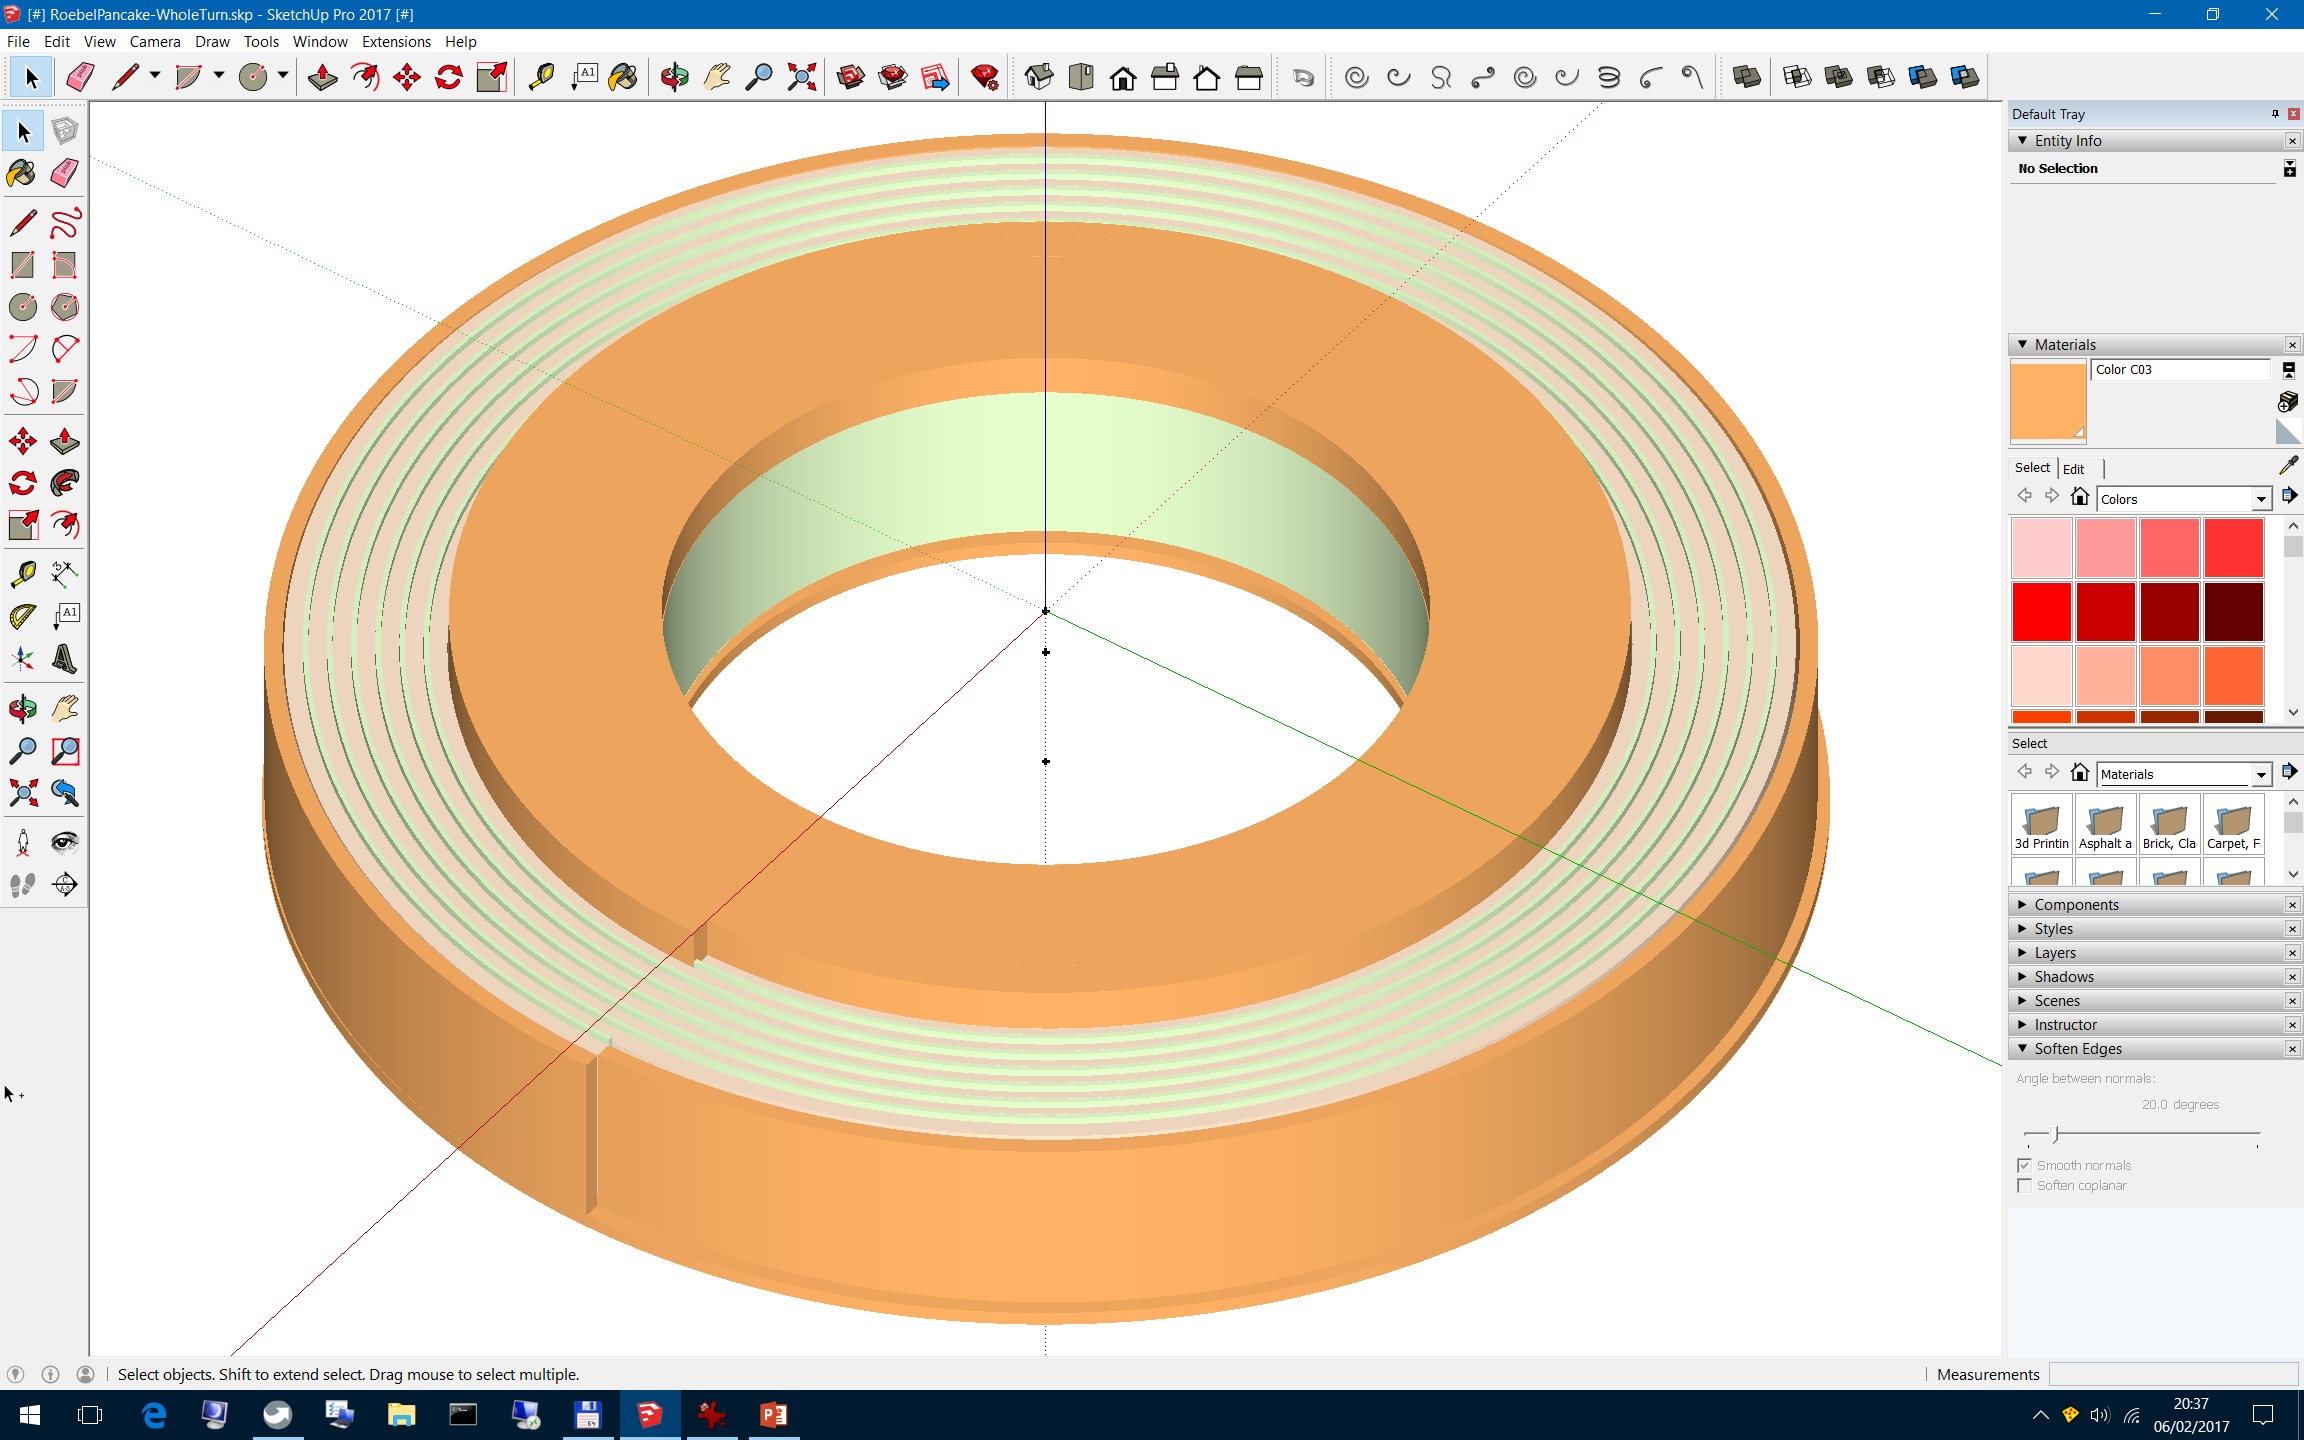 [#] RoebelPancake-WholeTurn.skp - SketchUp Pro 2017 [#]
File Edit View Camera Draw Tools Window Extensions Help
A1
Default Tray
Entity Info
No Selection
Materials
Color C03
Select Edit
Colors
A1
Select
Materials
3d Printin Asphalt a Brick, Cla Carpet, F
Components
Styles
Layers
Shadows
Scenes
Instructor
Soften Edges
Angle between normals:
20.0 degrees
Smooth normals
Soften coplanar
Select objects. Shift to extend select. Drag mouse to select multiple.
Measurements
20:37
06/02/2017